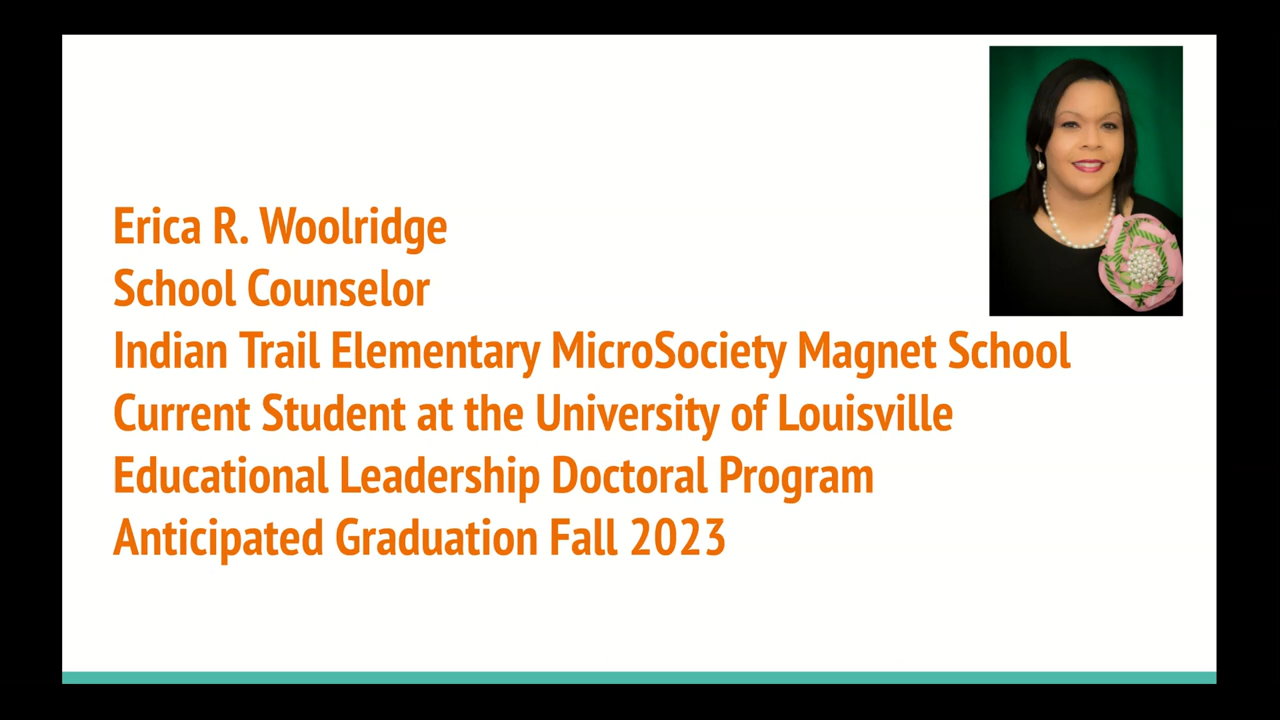 Erica R. Woolridge
School Counselor
Indian Trail Elementary MicroSociety Magnet School
Current Student at the University of Louisville
Educational Leadership Doctoral Program
Anticipated Graduation Fall 2023